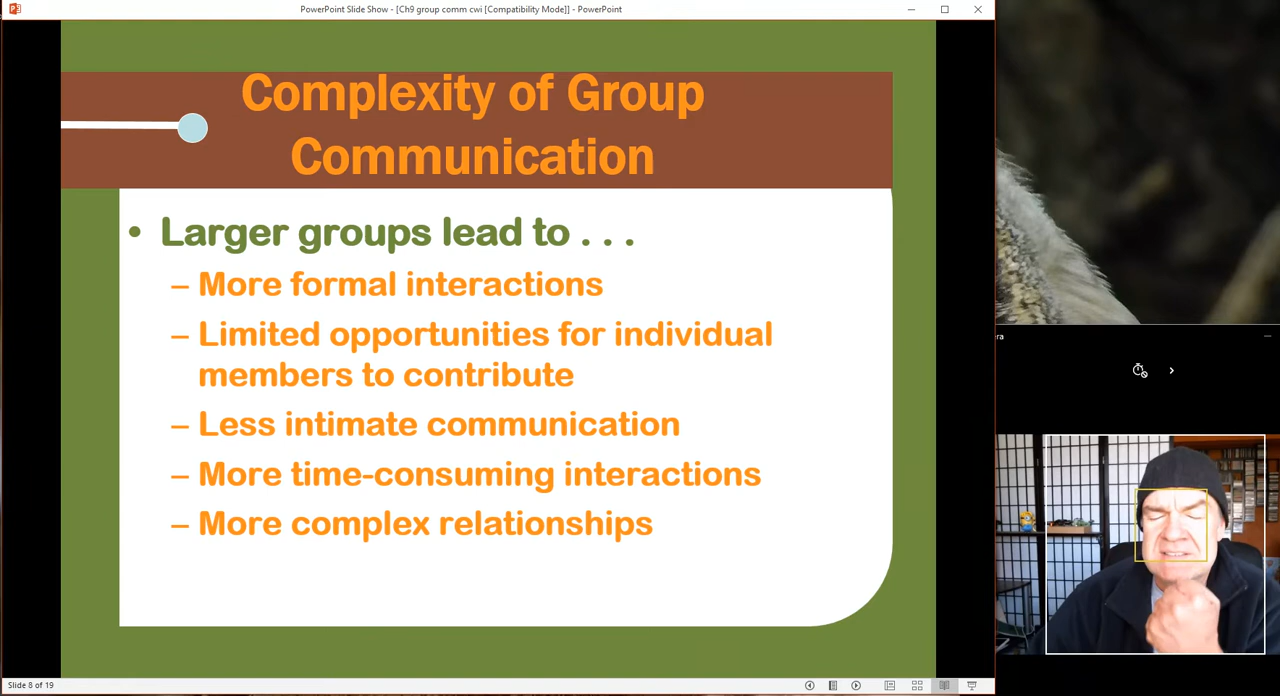 PowerPoint Slide Show - [Ch9 group comm cwi [Compatibility Mode]] - PowerPoint
Complexity of Group
Communication
• Larger groups lead to . . .
– More formal interactions
– Limited opportunities for individual
members to contribute
– Less intimate communication
– More time-consuming interactions
– More complex relationships
Slide 8 of 19